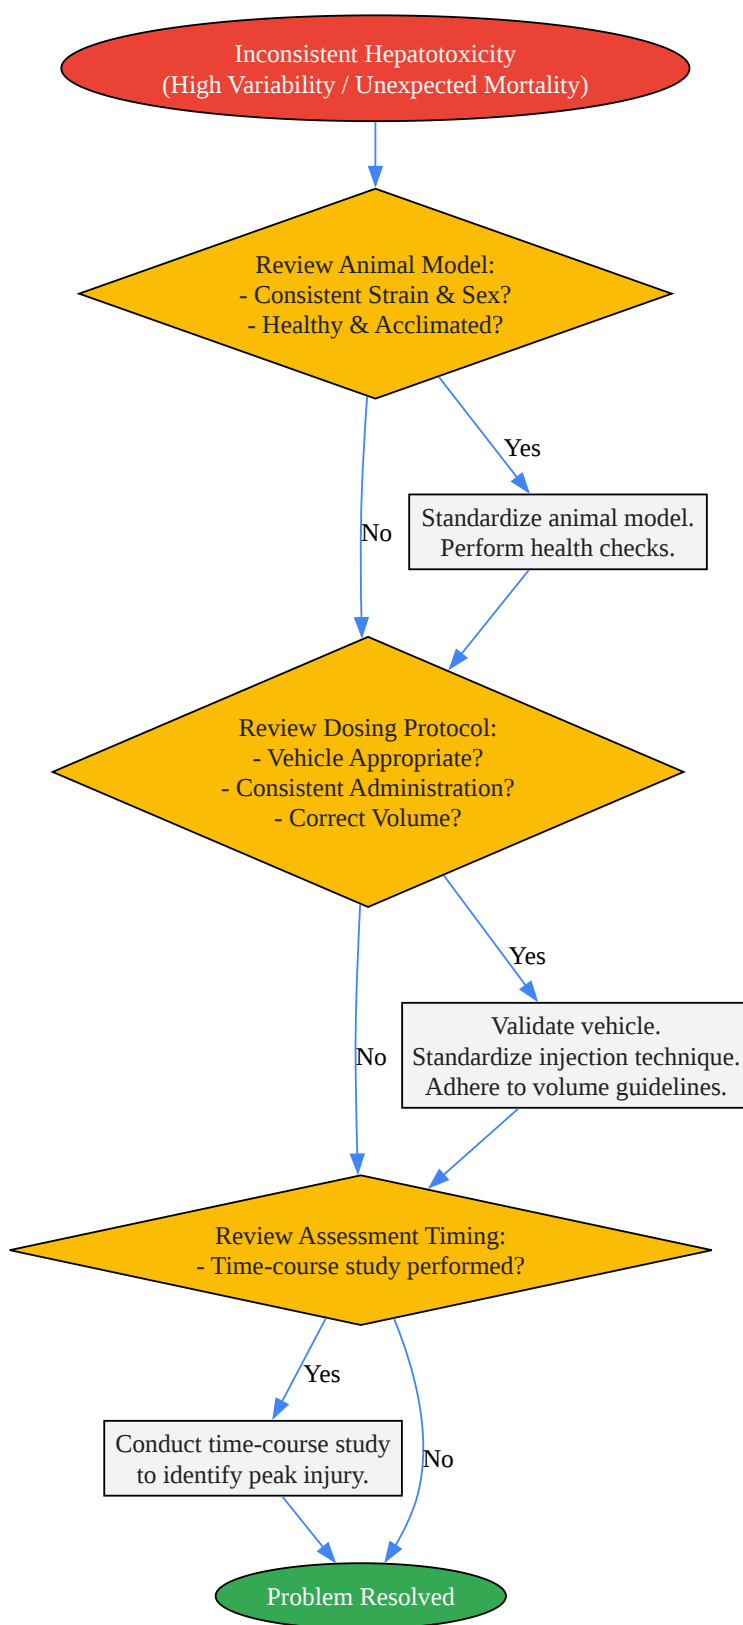 Inconsistent Hepatotoxicity
(High Variability / Unexpected Mortality)
Review Animal Model:
- Consistent Strain & Sex?
- Healthy & Acclimated?
Yes
Standardize animal model.
Perform health checks.
No
Review Dosing Protocol:
- Vehicle Appropriate?
- Consistent Administration?
- Correct Volume?
Yes
Validate vehicle.
Standardize injection technique.
Adhere to volume guidelines.
No
Review Assessment Timing:
- Time-course study performed?
Yes
Conduct time-course study
to identify peak injury.
No
Problem Resolved